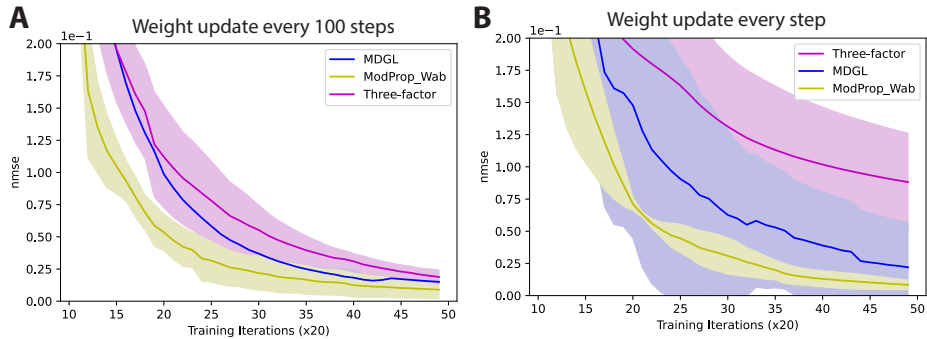 A
Weight update every 100 steps
1e−1
2.00
1.75
1.50
1.25
1.00
0.75
0.50
0.25
0.00
nmse
MDGL
ModProp_Wab
Three-factor
10 15 20 25 30 35 40 45 50
Training Iterations (x20)
B
Weight update every step
1e−1
2.00
1.75
1.50
1.25
1.00
0.75
0.50
0.25
0.00
nmse
Three-factor
MDGL
ModProp_Wab
10 15 20 25 30 35 40 45 50
Training Iterations (x20)